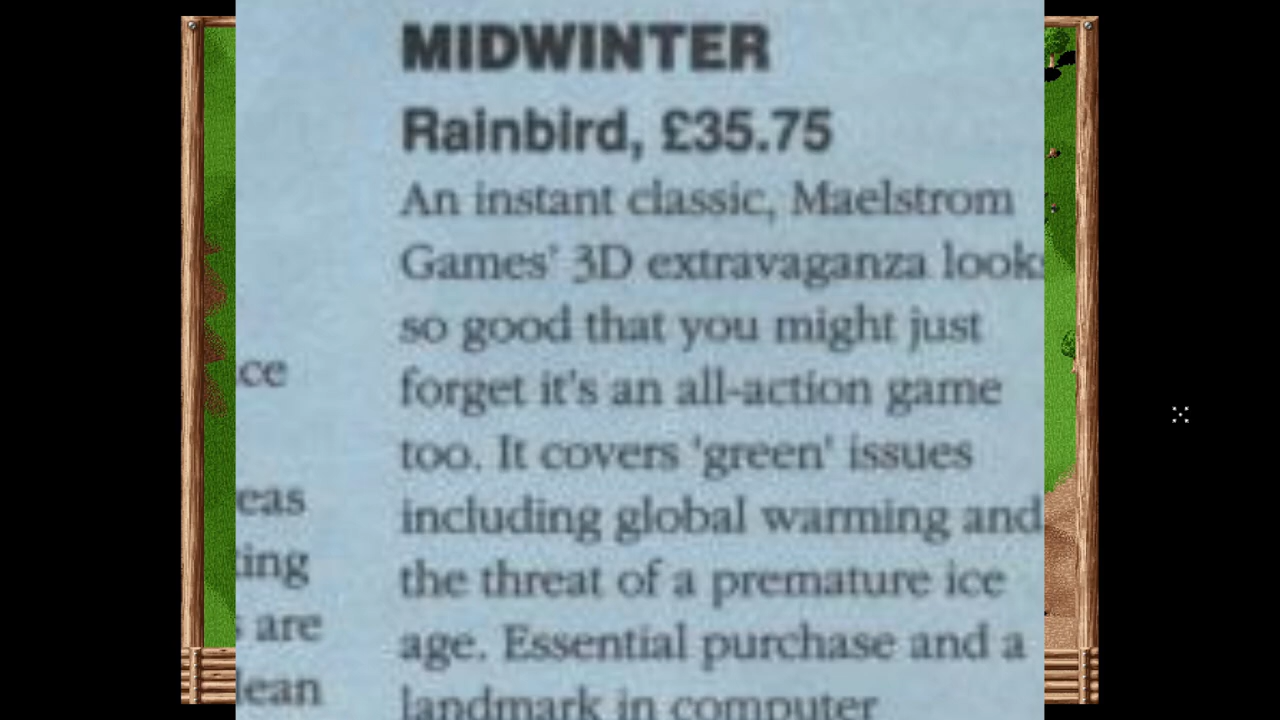 MIDWINTER
Rainbird, £35.75
An instant classic, Maelstrom
Games' 3D extravaganza looks
so good that you might just
forget it's an all-action game
too. It covers 'green' issues
including global warming and
the threat of a premature ice
age. Essential purchase and a
landmark in computer
ce
eas
ting
s are
lean